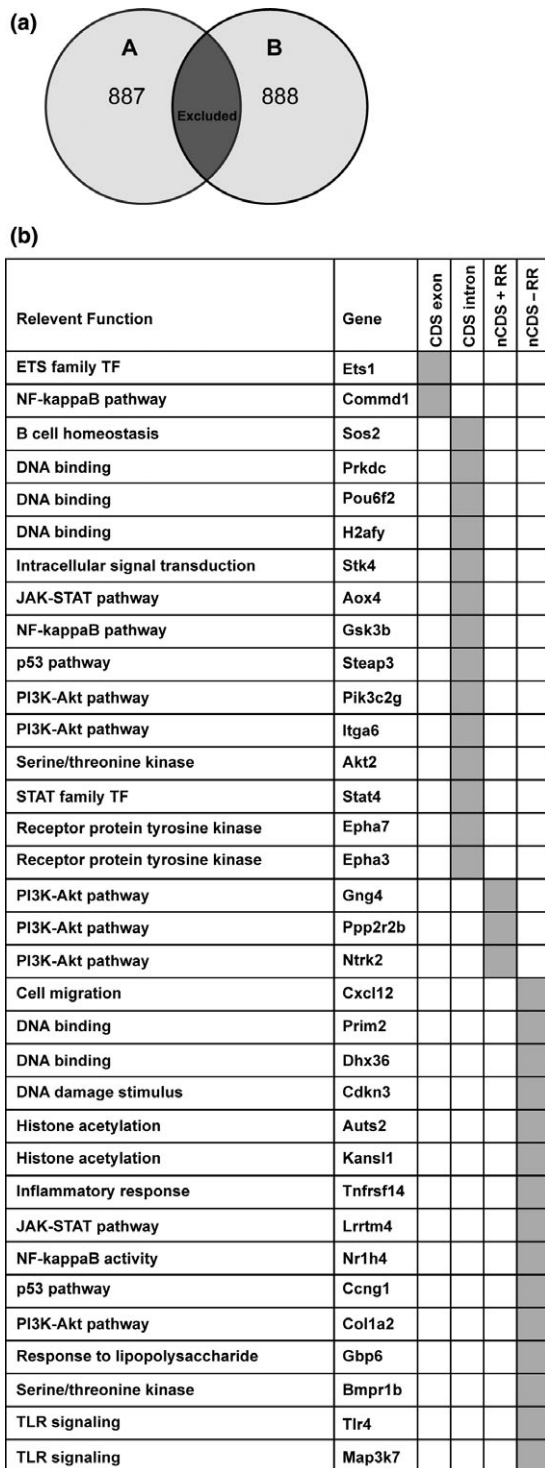 (a)
A B
887 888
Excluded
(b)
Relevent Function Gene CDS exon CDS intron nCDS + RR nCDS – RR
ETS family TF Ets1
NF-kappaB pathway Commd1
B cell homeostasis Sos2
DNA binding Prkdc
DNA binding Pou6f2
DNA binding H2afy
Intracellular signal transduction Stk4
JAK-STAT pathway Aox4
NF-kappaB pathway Gsk3b
p53 pathway Steap3
PI3K-Akt pathway Pik3c2g
PI3K-Akt pathway Itga6
Serine/threonine kinase Akt2
STAT family TF Stat4
Receptor protein tyrosine kinase Epha7
Receptor protein tyrosine kinase Epha3
PI3K-Akt pathway Gng4
PI3K-Akt pathway Ppp2r2b
PI3K-Akt pathway Ntrk2
Cell migration Cxcl12
DNA binding Prim2
DNA binding Dhx36
DNA damage stimulus Cdkn3
Histone acetylation Auts2
Histone acetylation Kansl1
Inflammatory response Tnfrsf14
JAK-STAT pathway Lrrtm4
NF-kappaB activity Nr1h4
p53 pathway Ccng1
PI3K-Akt pathway Col1a2
Response to lipopolysaccharide Gbp6
Serine/threonine kinase Bmpr1b
TLR signaling Tlr4
TLR signaling Map3k7